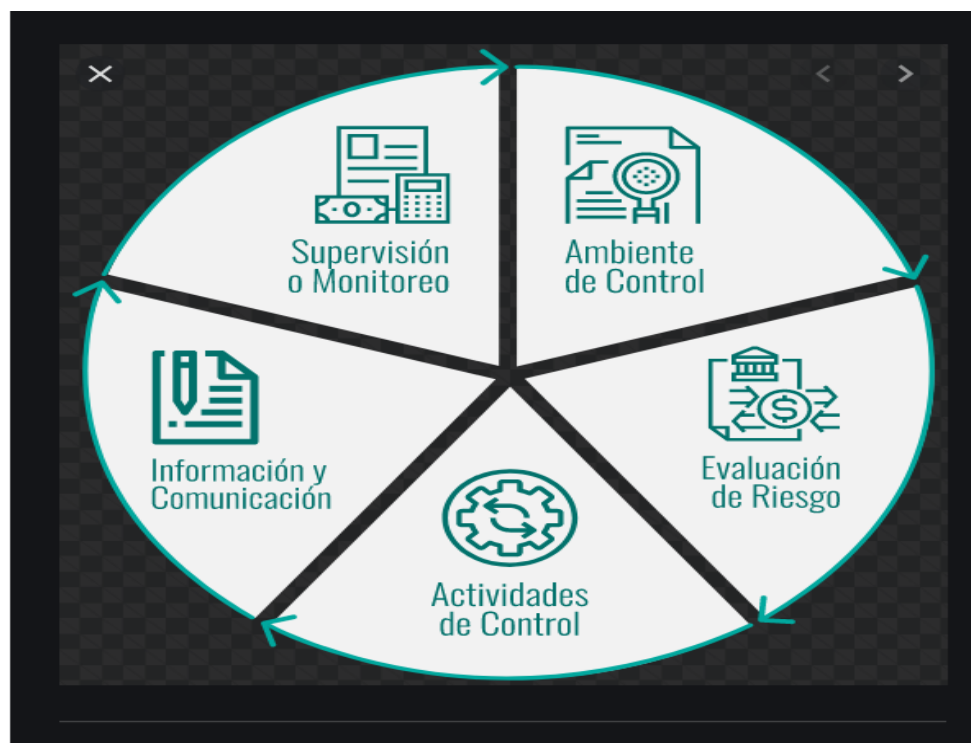 Supervisión
o Monitoreo
Ambiente
de Control
Evaluación
de Riesgo
Actividades
de Control
Información y
Comunicación